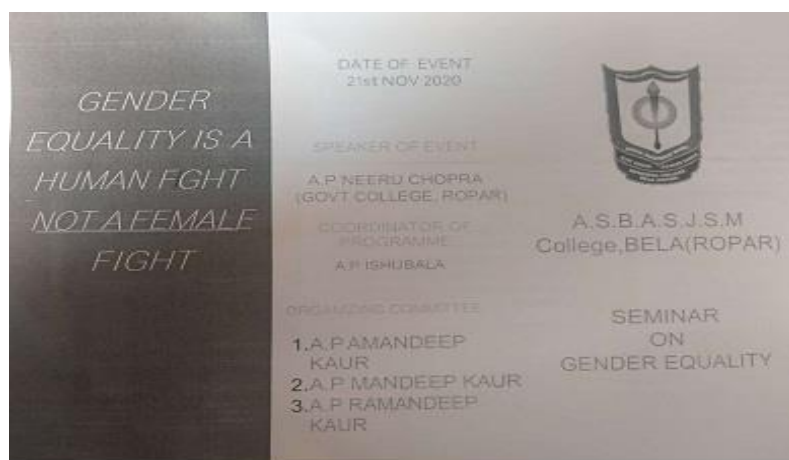 GENDER
EQUALITY IS A
HUMAN FGHT
NOT A FEMALE
FIGHT
DATE OF EVENT
21st NOV 2020
SPEAKER OF EVENT
A.P NEERU CHOPRA
(GOVT COLLEGE, ROPAR)
COORDINATOR OF
PROGRAMME
A.P ISHUBALA
ORGANIZING COMMITTEE
1.A.P AMANDEEP
KAUR
2.A.P MANDEEP KAUR
3.A.P RAMANDEEP
KAUR
A.S.B.A.S.J.S.M
College,BELA(ROPAR)
SEMINAR
ON
GENDER EQUALITY